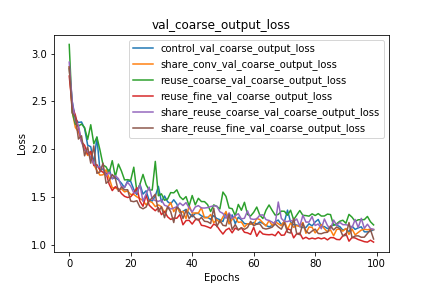 val_coarse_output_loss
control_val_coarse_output_loss
share_conv_val_coarse_output_loss
reuse_coarse_val_coarse_output_loss
reuse_fine_val_coarse_output_loss
share_reuse_coarse_val_coarse_output_loss
share_reuse_fine_val_coarse_output_loss
Loss
3.0
2.5
2.0
1.5
1.0
0 20 40 60 80 100
Epochs